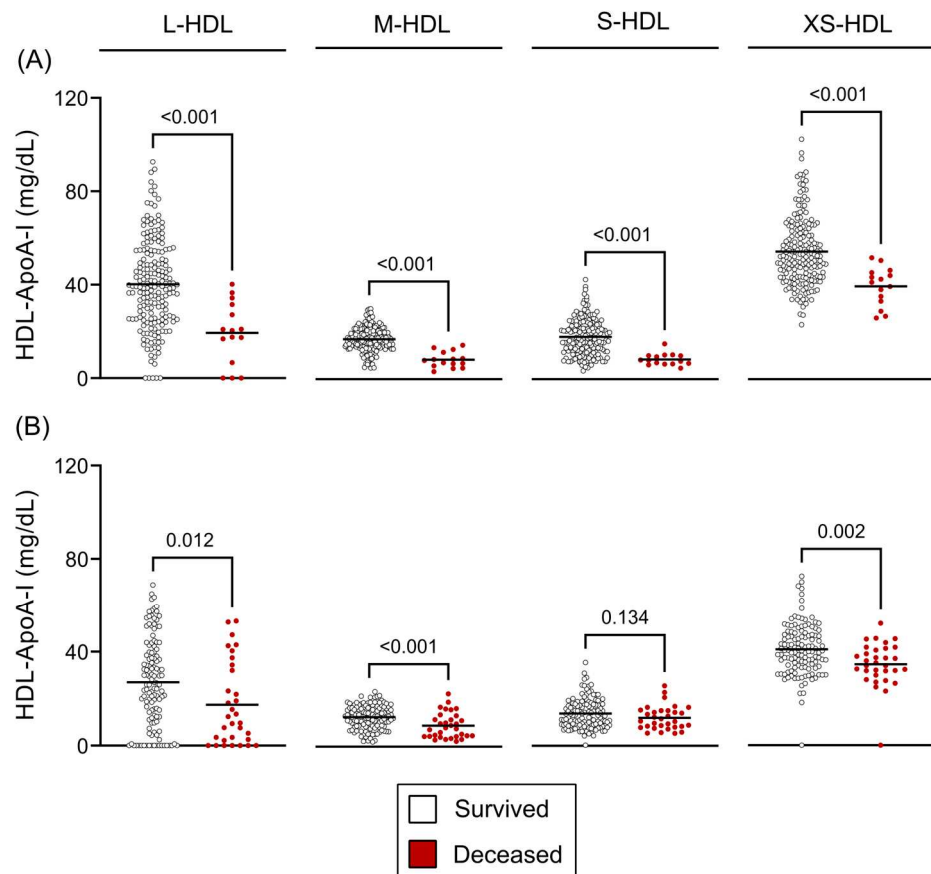 L-HDL M-HDL S-HDL XS-HDL
(A)
HDL-ApoA-I (mg/dL)
120
80
40
0
<0.001
<0.001
<0.001
<0.001
(B)
HDL-ApoA-I (mg/dL)
120
80
40
0
0.012
<0.001
0.134
0.002
Survived
Deceased